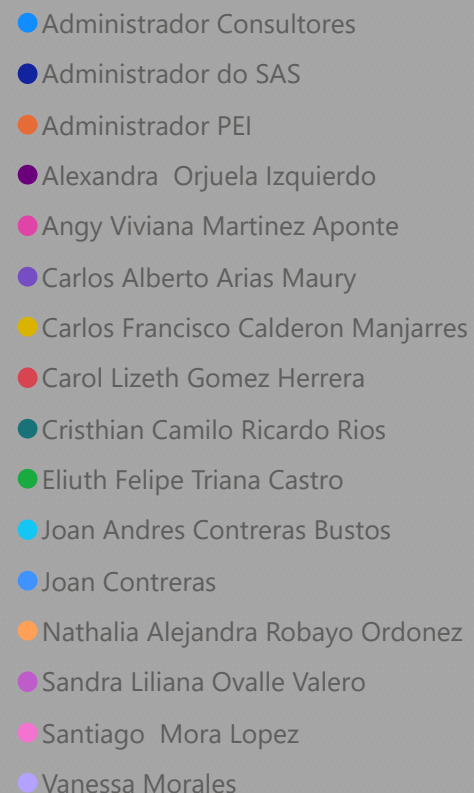 Administrador Consultores
Administrador do SAS
Administrador PEI
Alexandra  Orjuela Izquierdo
Angy Viviana Martinez Aponte
Carlos Alberto Arias Maury
Carlos Francisco Calderon Manjarres
Carol Lizeth Gomez Herrera
Cristhian Camilo Ricardo Rios
Eliuth Felipe Triana Castro
Joan Andres Contreras Bustos
Joan Contreras
Nathalia Alejandra Robayo Ordonez
Sandra Liliana Ovalle Valero
Santiago  Mora Lopez
Vanessa Morales